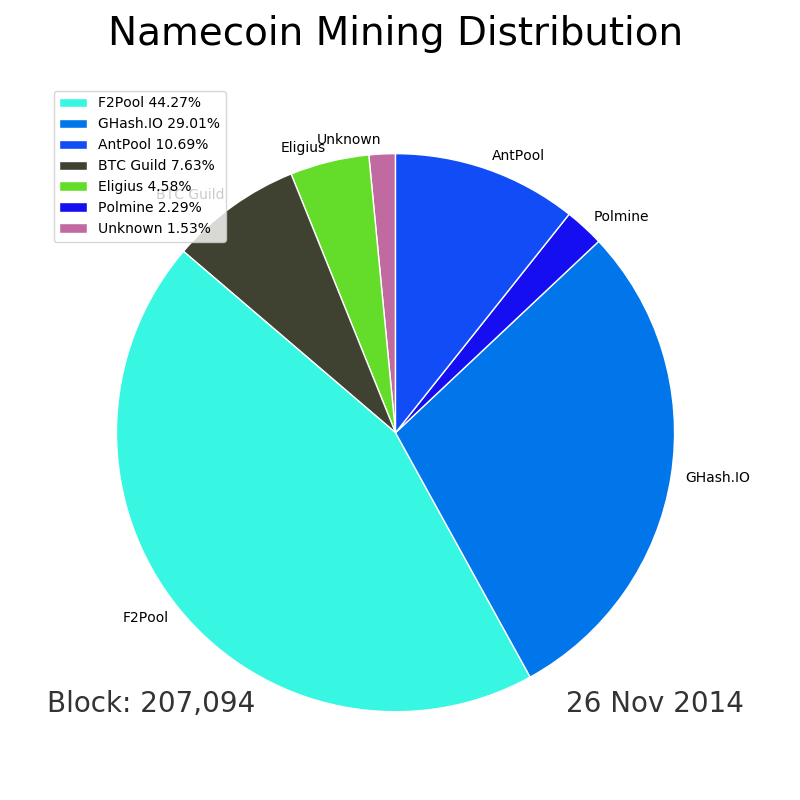 Namecoin Mining Distribution
F2Pool 44.27%
GHash.IO 29.01%
AntPool 10.69%
BTC Guild 7.63%
Eligius 4.58%
Polmine 2.29%
Unknown 1.53%
Unknown
Eligius
AntPool
BTC Guild
Polmine
GHash.IO
F2Pool
Block: 207,094
26 Nov 2014